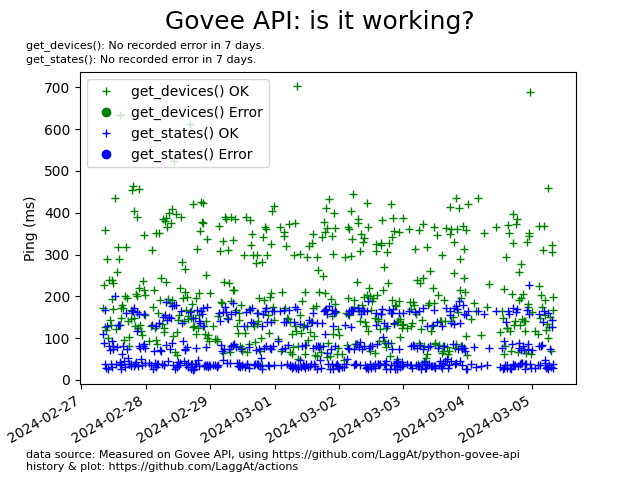 Govee API: is it working?
get_devices(): No recorded error in 7 days.
get_states(): No recorded error in 7 days.
get_devices() OK
get_devices() Error
get_states() OK
get_states() Error
Ping (ms)
700
600
500
400
300
200
100
0
2024-02-27
2024-02-28
2024-02-29
2024-03-01
2024-03-02
2024-03-03
2024-03-04
2024-03-05
data source: Measured on Govee API, using https://github.com/LaggAt/python-govee-api
history & plot: https://github.com/LaggAt/actions